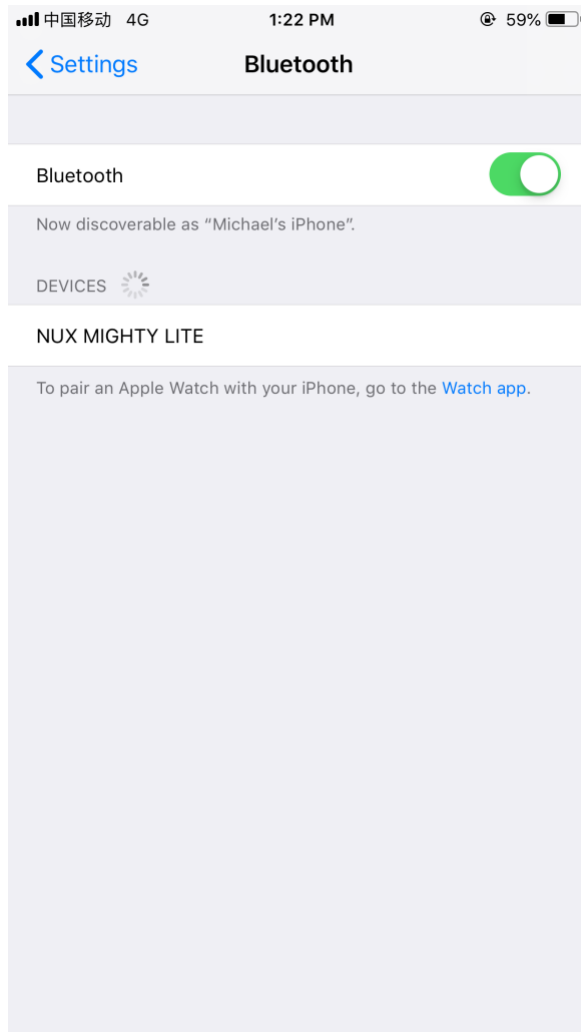 中国移动 4G 1:22 PM 59%
Settings Bluetooth
Bluetooth
Now discoverable as “Michael's iPhone”.
DEVICES
NUX MIGHTY LITE
To pair an Apple Watch with your iPhone, go to the Watch app.